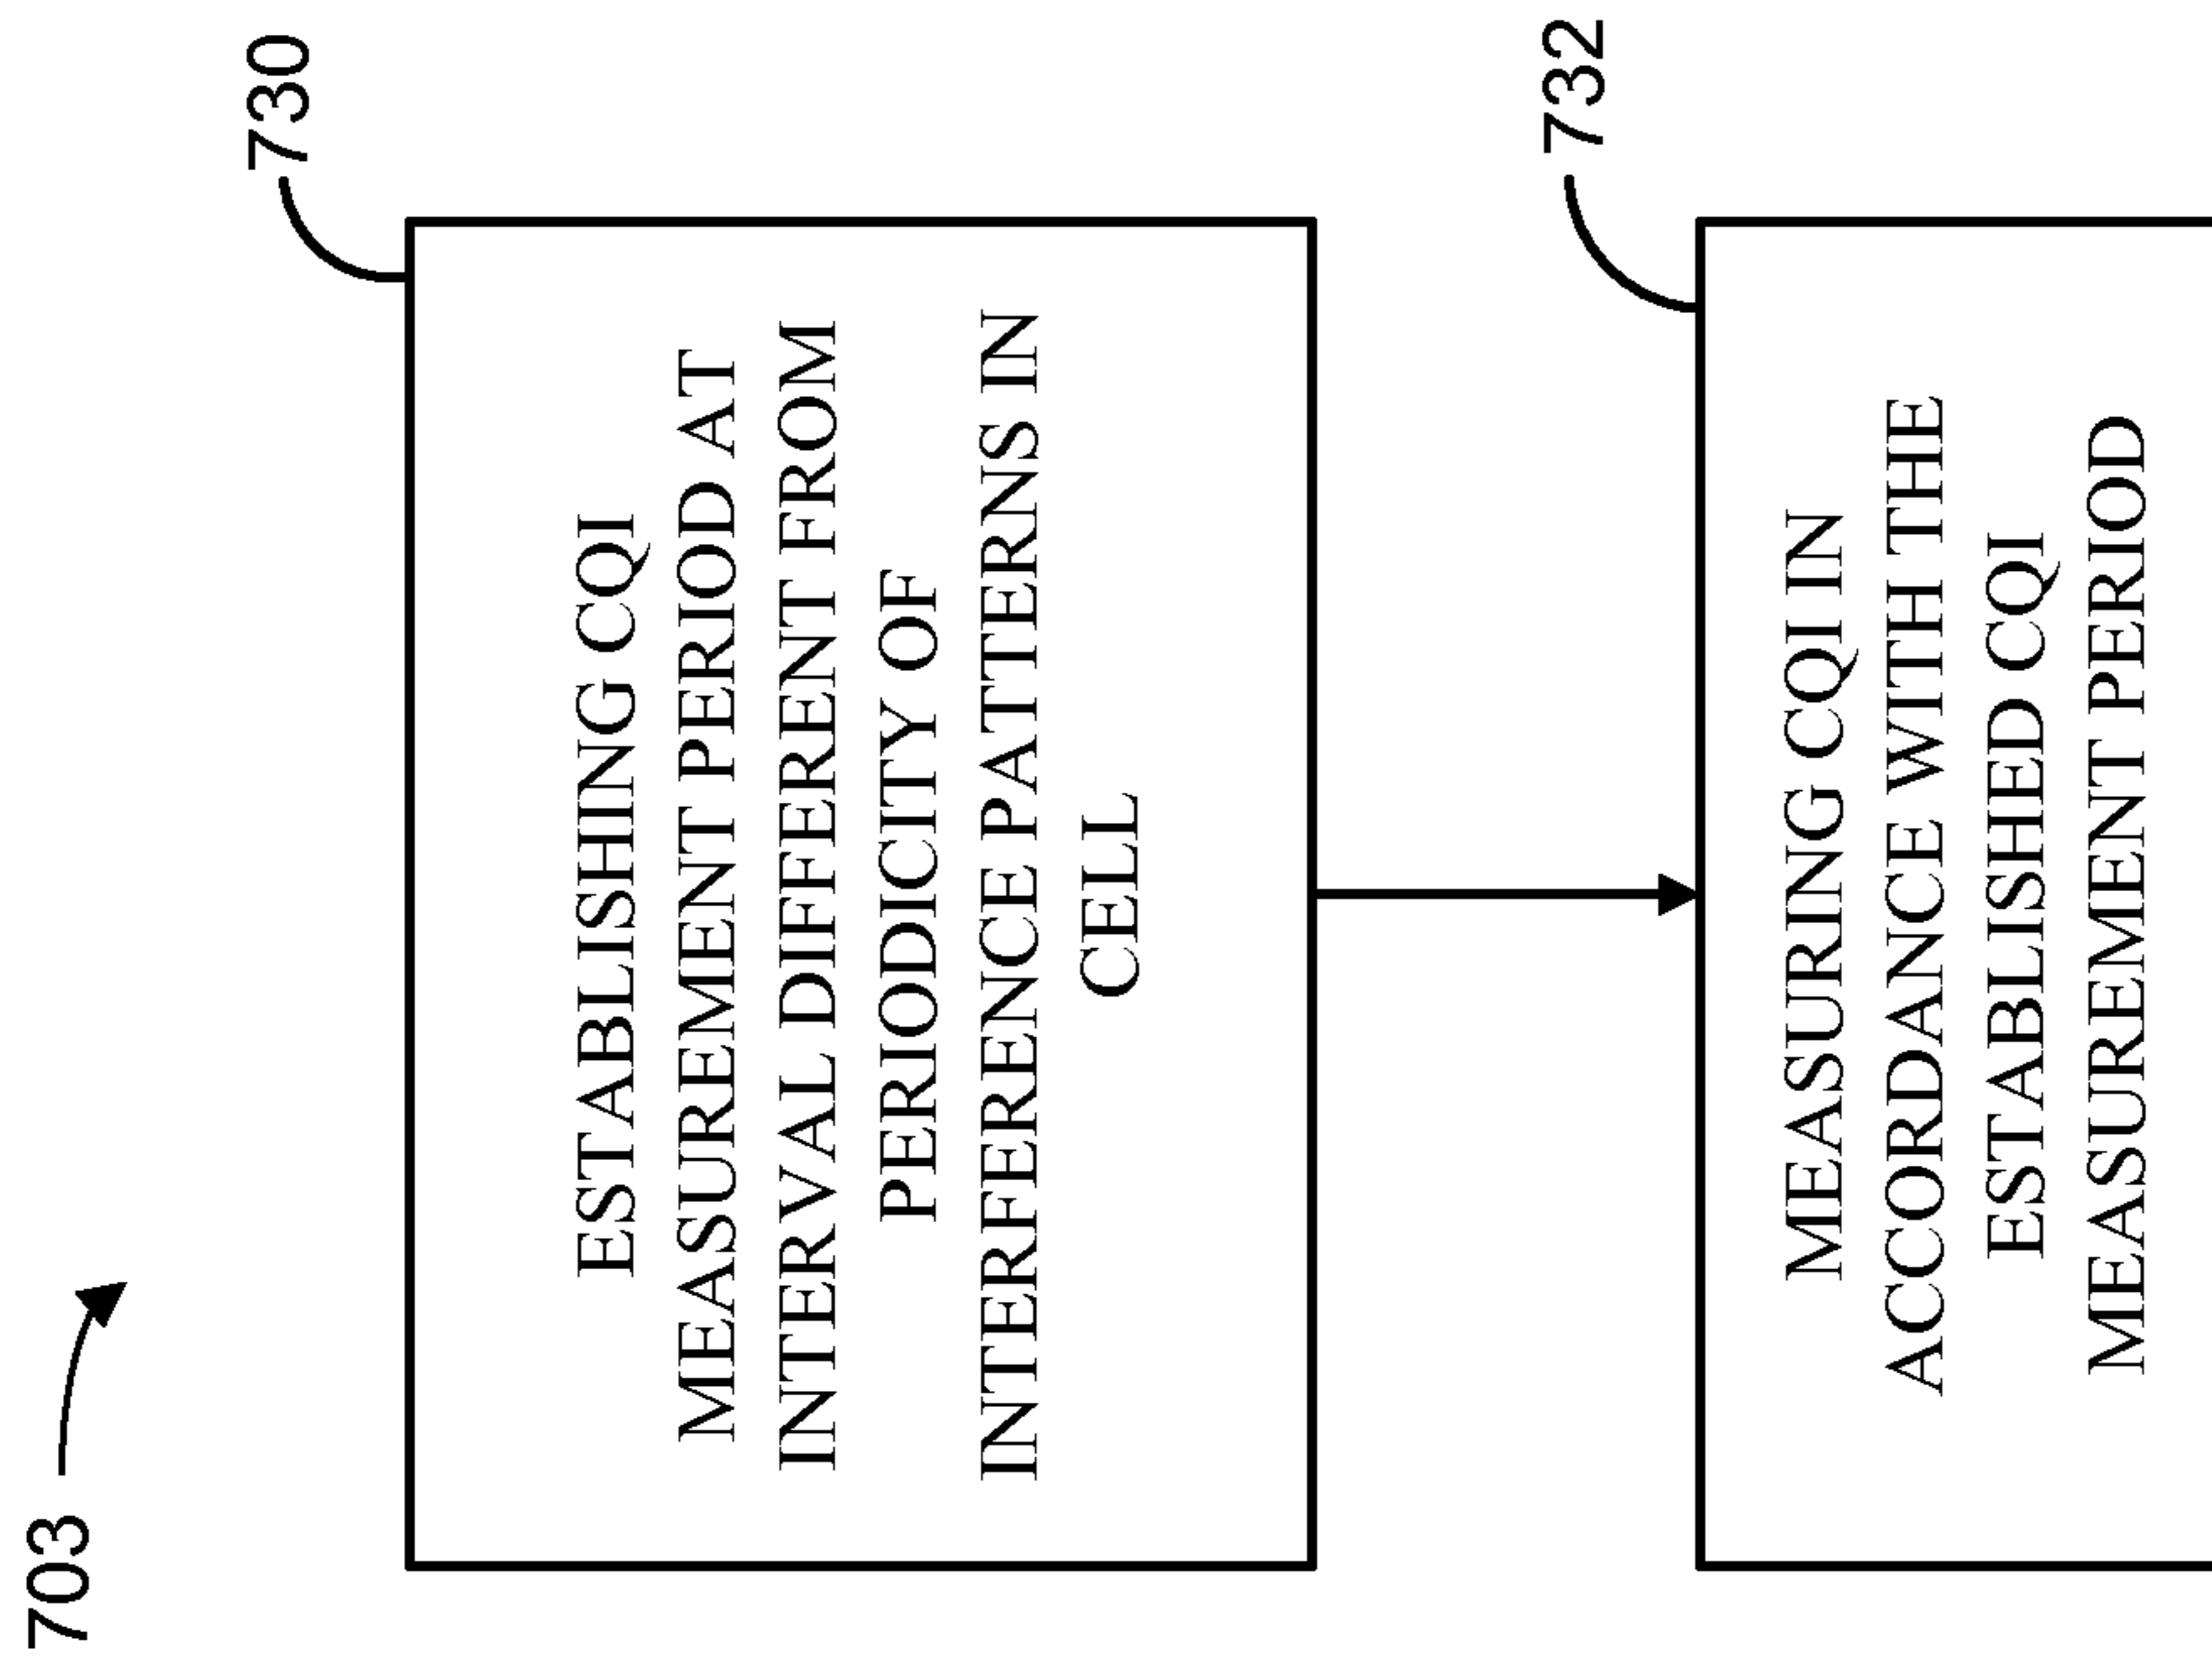 703
730
ESTABLISHING CQI
MEASUREMENT PERIOD AT
INTERVAL DIFFERENT FROM
PERIODICITY OF
INTERFERENCE PATTERNS IN
CELL
732
MEASURING CQI IN
ACCORDANCE WITH THE
ESTABLISHED CQI
MEASUREMENT PERIOD